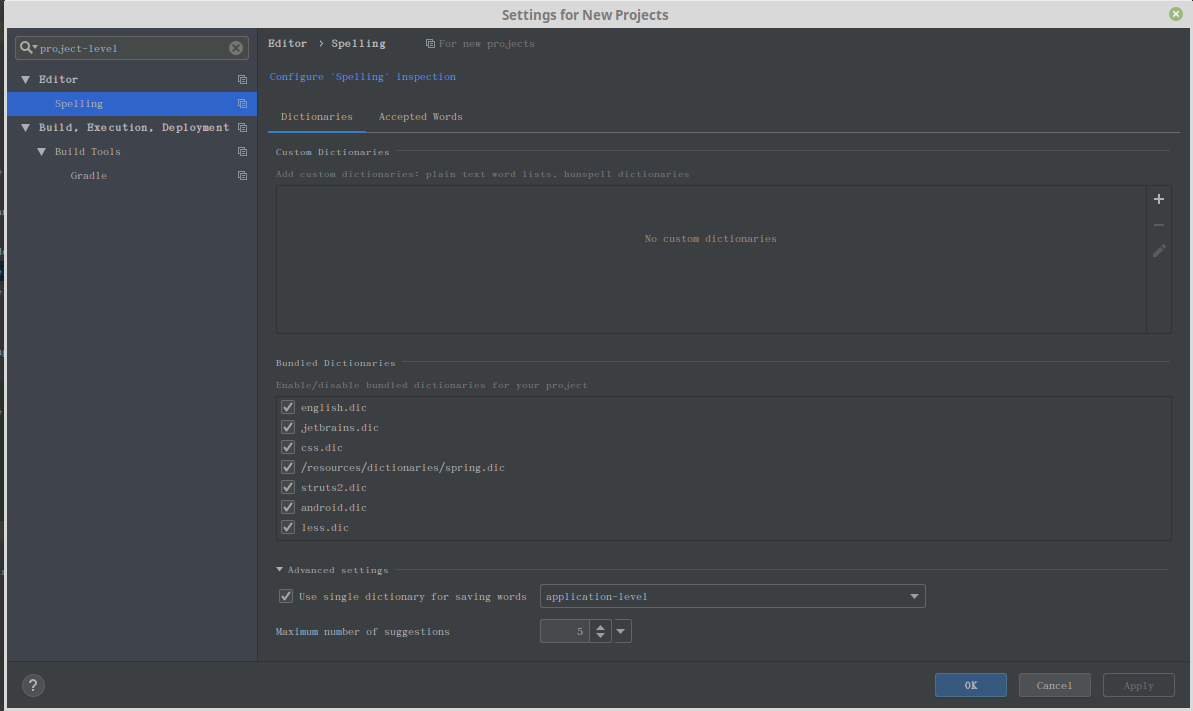 Settings for New Projects
project-level
Editor
Spelling
Build, Execution, Deployment
Build Tools
Gradle
Editor › Spelling For new projects
Configure 'Spelling' inspection
Dictionaries Accepted Words
Custom Dictionaries
Add custom dictionaries: plain text word lists, hunspell dictionaries
No custom dictionaries
Bundled Dictionaries
Enable/disable bundled dictionaries for your project
english.dic
jetbrains.dic
css.dic
/resources/dictionaries/spring.dic
struts2.dic
android.dic
less.dic
Advanced settings
Use single dictionary for saving words application-level
Maximum number of suggestions 5
? OK Cancel Apply